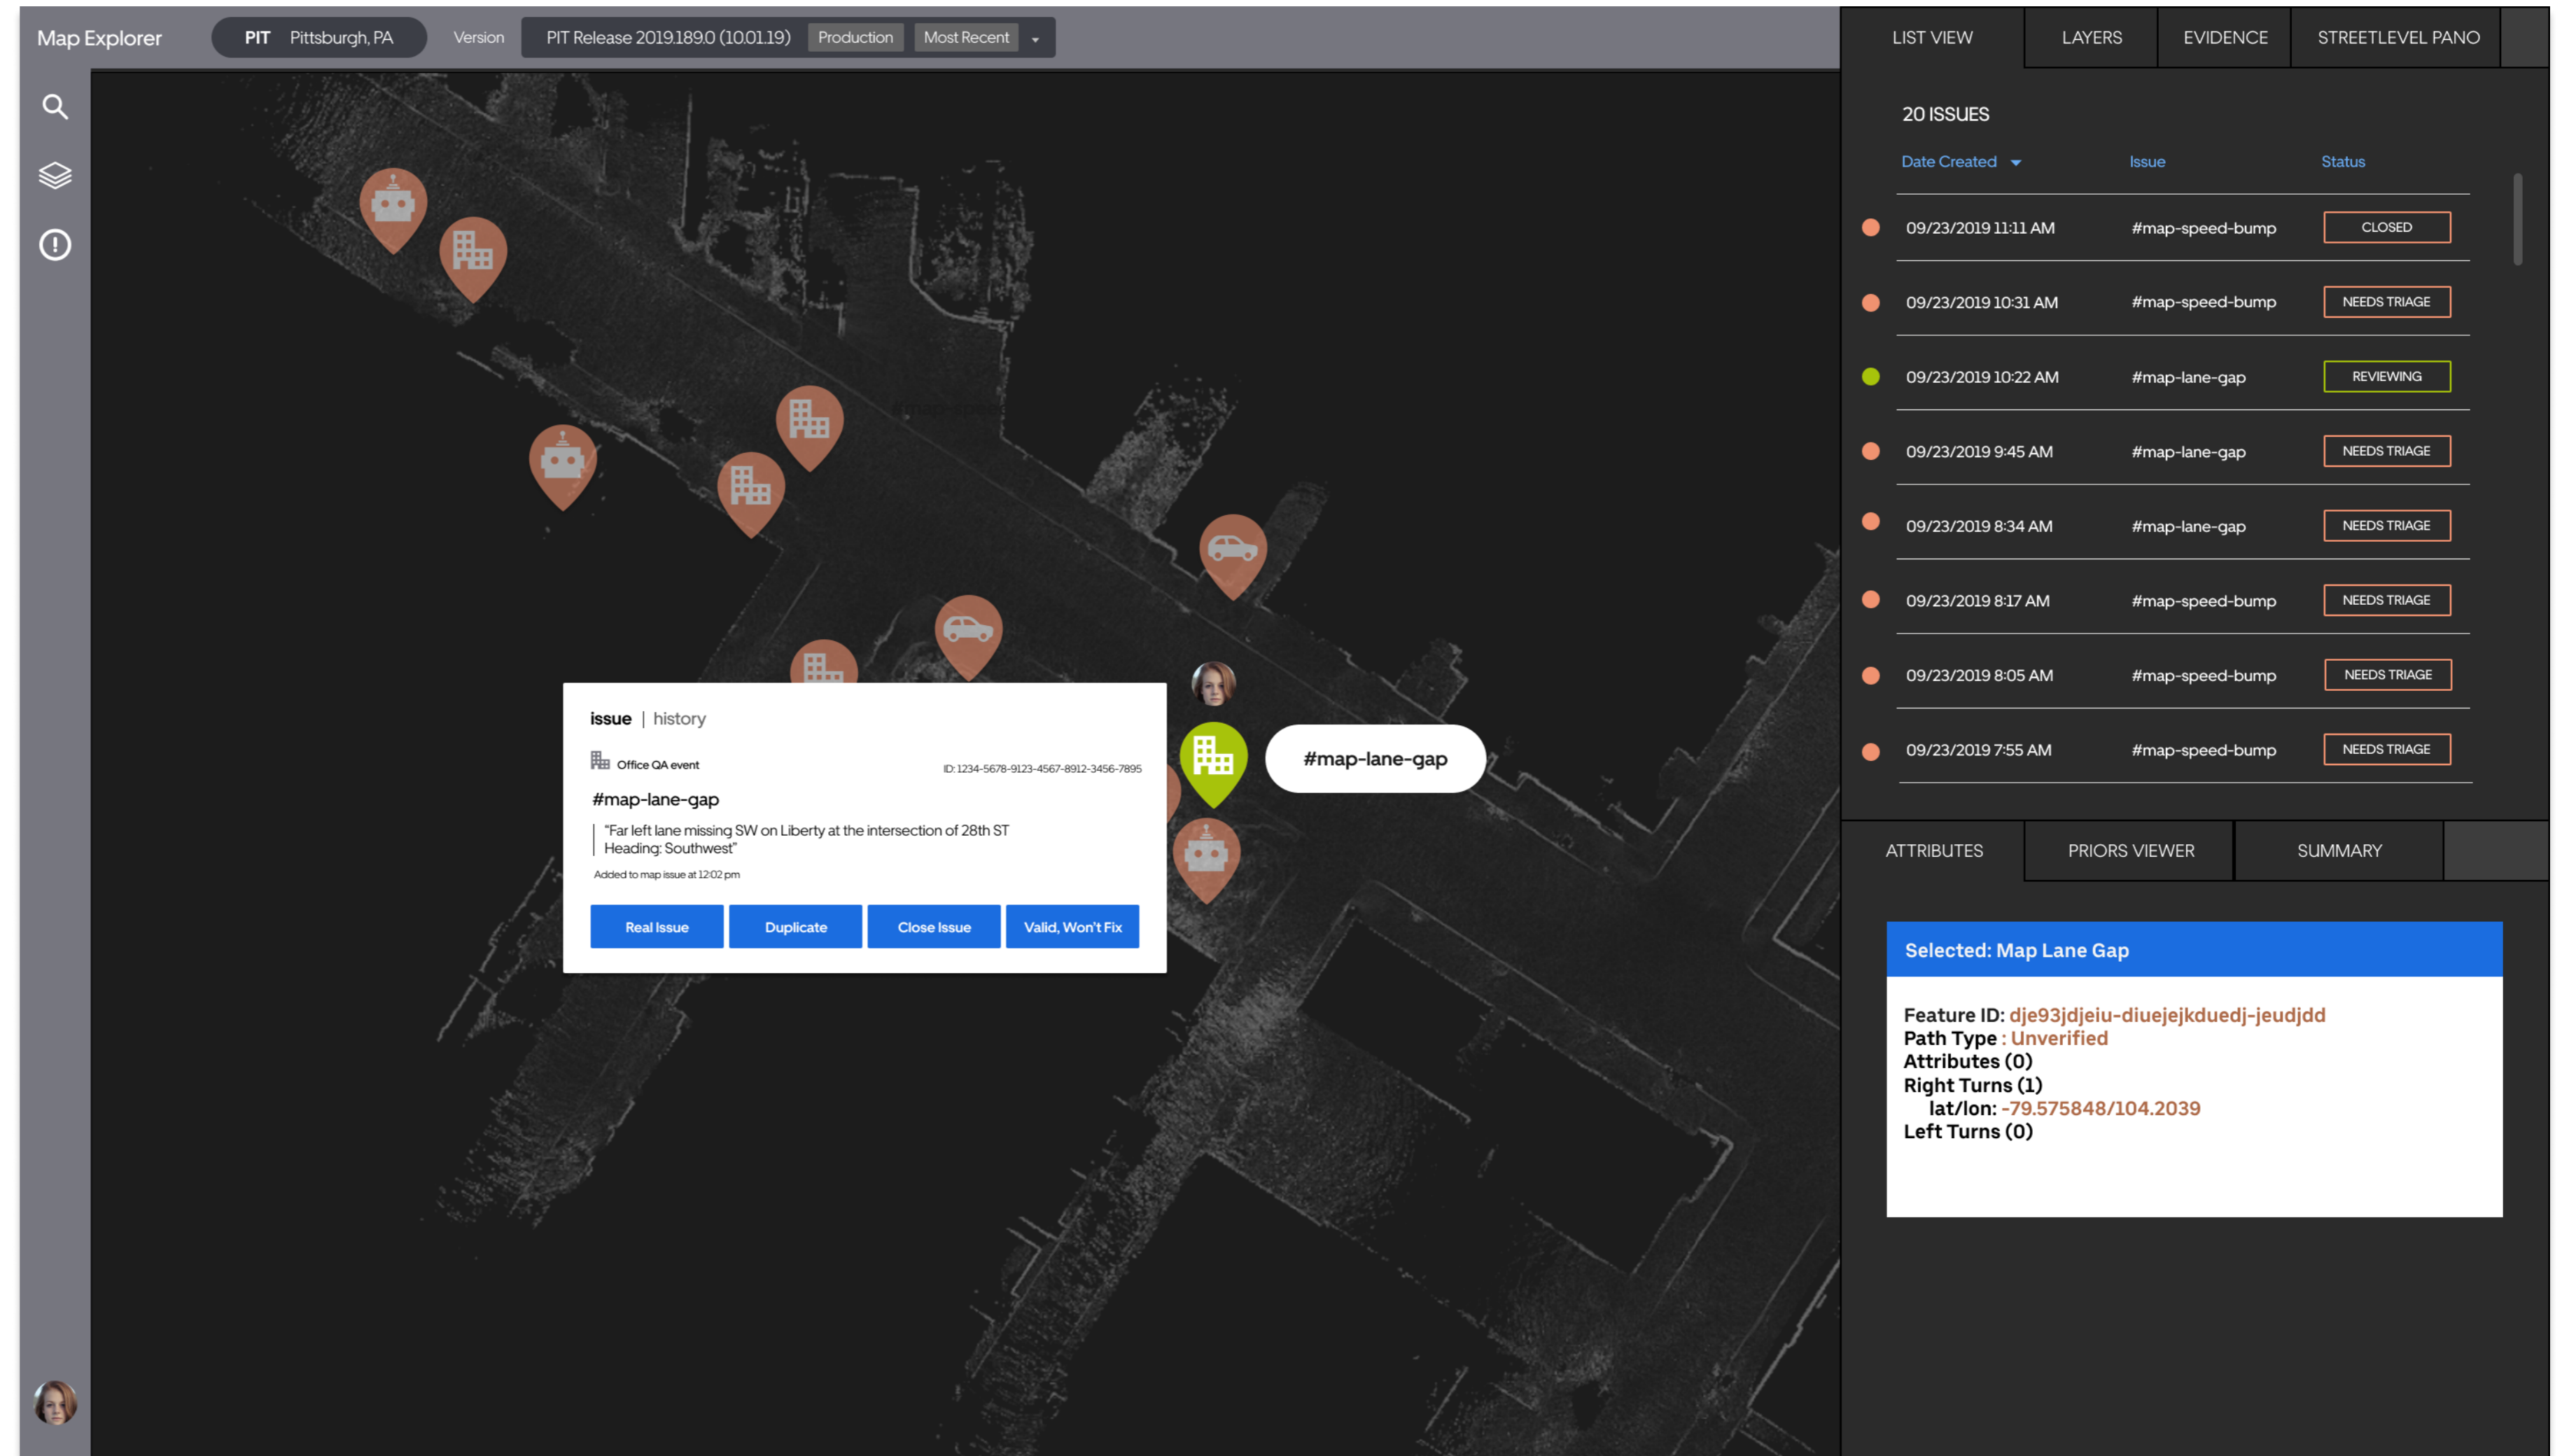 Map Explorer
PIT Pittsburgh, PA
Version
PIT Release 2019.189.0 (10.01.19) Production Most Recent
LIST VIEW LAYERS EVIDENCE STREETLEVEL PANO
20 ISSUES
Date Created Issue Status
09/23/2019 11:11 AM #map-speed-bump CLOSED
09/23/2019 10:31 AM #map-speed-bump NEEDS TRIAGE
09/23/2019 10:22 AM #map-lane-gap REVIEWING
09/23/2019 9:45 AM #map-lane-gap NEEDS TRIAGE
09/23/2019 8:34 AM #map-lane-gap NEEDS TRIAGE
09/23/2019 8:17 AM #map-speed-bump NEEDS TRIAGE
09/23/2019 8:05 AM #map-speed-bump NEEDS TRIAGE
09/23/2019 7:55 AM #map-speed-bump NEEDS TRIAGE
issue | history
Office QA event
ID: 1234-5678-9123-4567-8912-3456-7895
#map-lane-gap
"Far left lane missing SW on Liberty at the intersection of 28th ST
Heading: Southwest"
Added to map issue at 12:02 pm
Real Issue Duplicate Close Issue Valid, Won't Fix
#map-lane-gap
ATTRIBUTES PRIORS VIEWER SUMMARY
Selected: Map Lane Gap
Feature ID: dje93jdjeiu-diuejejkduedj-jeudjdd
Path Type : Unverified
Attributes (0)
Right Turns (1)
lat/lon: -79.575848/104.2039
Left Turns (0)